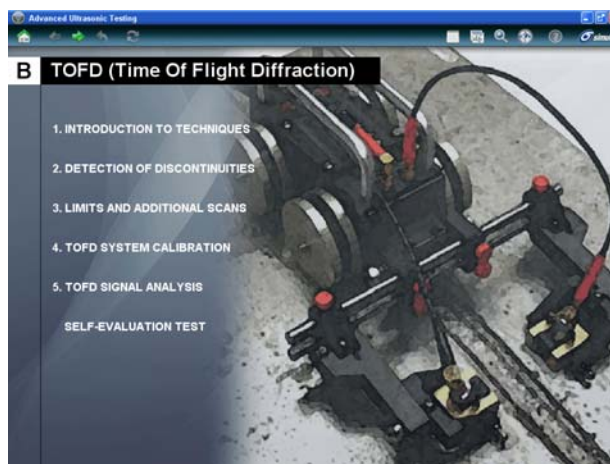 Advanced Ultrasonic Testing
B TOFD (Time Of Flight Diffraction)
1. INTRODUCTION TO TECHNIQUES
2. DETECTION OF DISCONTINUITIES
3. LIMITS AND ADDITIONAL SCANS
4. TOFD SYSTEM CALIBRATION
5. TOFD SIGNAL ANALYSIS
SELF-EVALUATION TEST